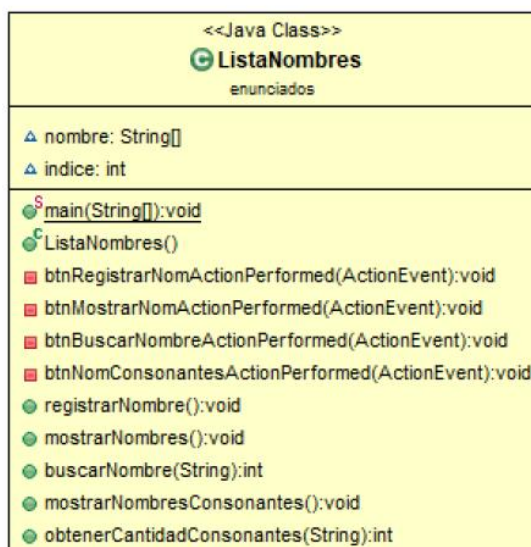 <<Java Class>>
C ListaNombres
enunciados
nombre: String[]
indice: int
S main(String[]):void
C ListaNombres()
btnRegistrarNomActionPerformed(ActionEvent):void
btnMostrarNomActionPerformed(ActionEvent):void
btnBuscarNombreActionPerformed(ActionEvent):void
btnNomConsonantesActionPerformed(ActionEvent):void
registrarNombre():void
mostrarNombres():void
buscarNombre(String):int
mostrarNombresConsonantes():void
obtenerCantidadConsonantes(String):int